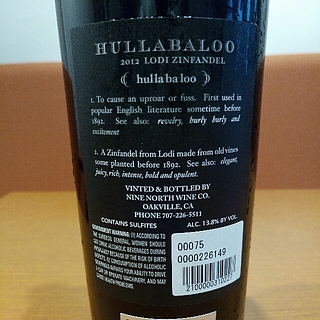 HULLABALOO
2012 LODI ZINFANDEL
( hullabaloo )
1. To cause an uproar or fuss. First used in
popular English literature sometime before
1892. See also: revelry, hurly burly and
excitement
2. A Zinfandel from Lodi made from old vines
some planted before 1892. See also: elegant,
juicy, rich, intense, bold and opulent.
VINTED & BOTTLED BY
NINE NORTH WINE CO.
OAKVILLE, CA
PHONE 707-226-5511
CONTAINS SULFITES
ALC. 13.8% BY VOL.
GOVERNMENT WARNING: (1) ACCORDING TO
THE SURGEON GENERAL, WOMEN SHOULD
NOT DRINK ALCOHOLIC BEVERAGES DURING
PREGNANCY BECAUSE OF THE RISK OF BIRTH
DEFECTS. (2) CONSUMPTION OF ALCOHOLIC
BEVERAGES IMPAIRS YOUR ABILITY TO DRIVE
A CAR OR OPERATE MACHINERY, AND MAY
CAUSE HEALTH PROBLEMS.
00075
0000226149